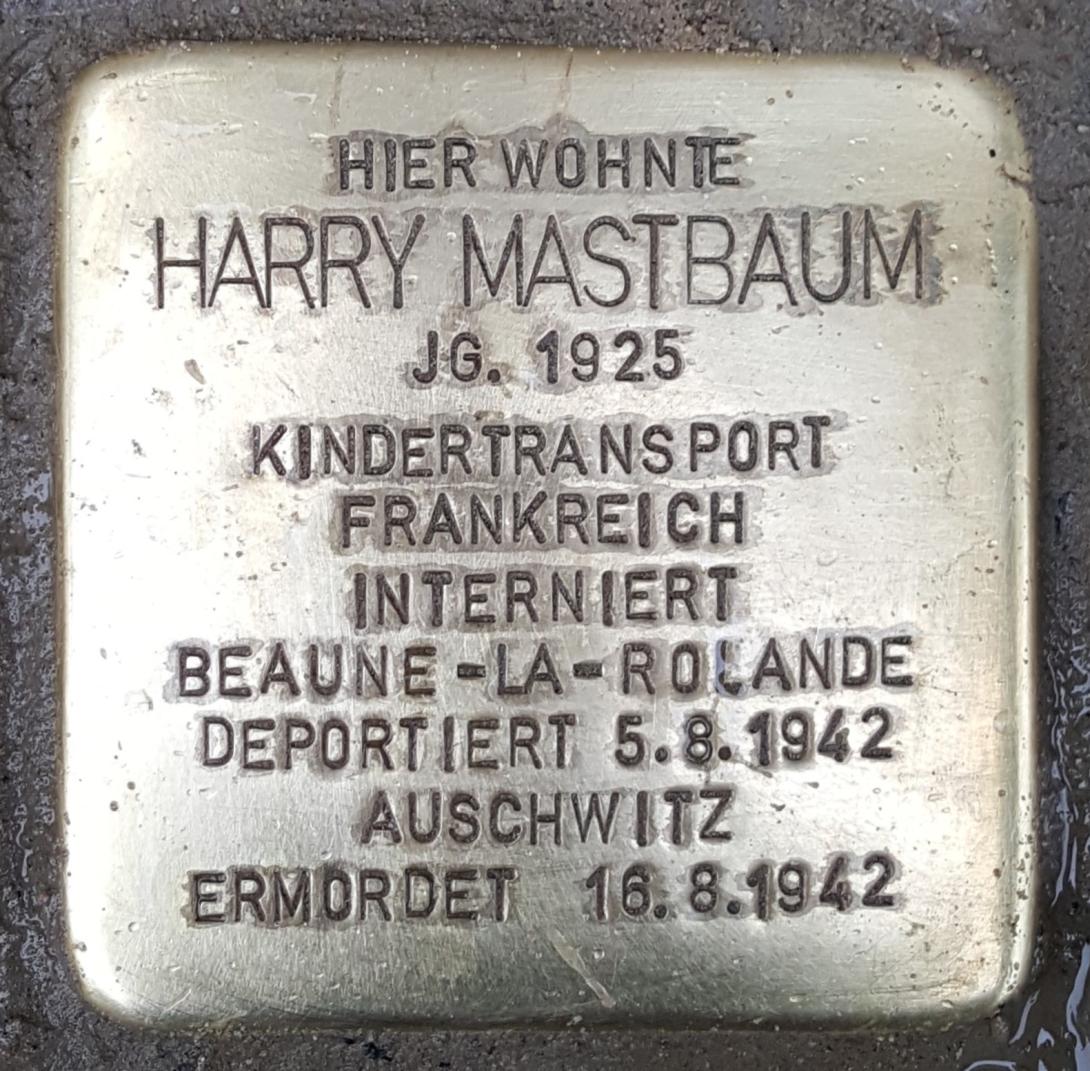 HIER WOHNTE
HARRY MASTBAUM
JG. 1925
KINDERTRANSPORT
FRANKREICH
INTERNIERT
BEAUNE-LA-ROLANDE
DEPORTIERT 5.8.1942
AUSCHWITZ
ERMORDET 16.8.1942